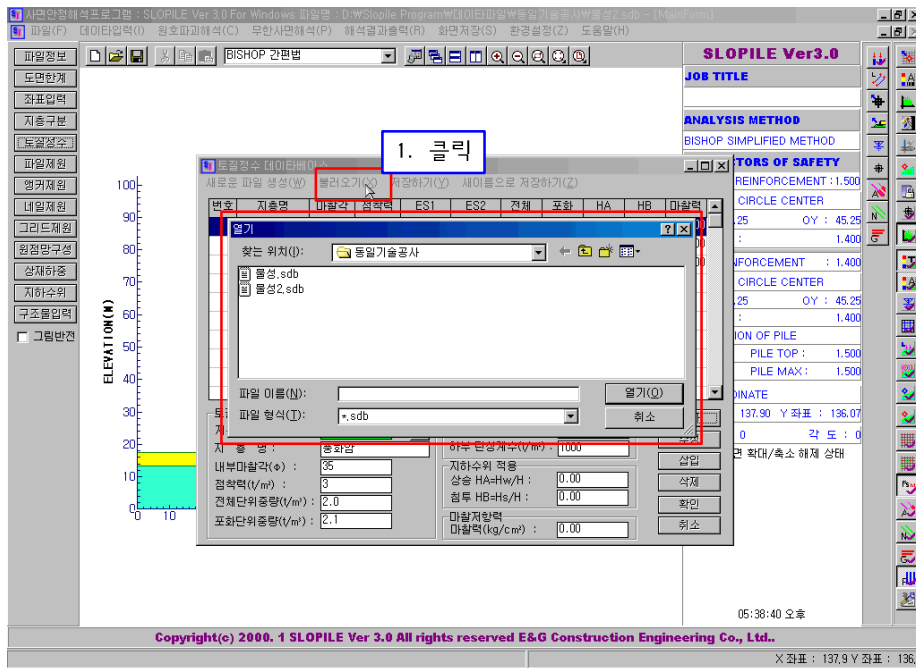 사면안정해석프로그램 : SLOPILE Ver 3.0 For Windows 파일명 : D:₩Slopile Program₩데이타파일₩동일기술공사₩물성2.sdb - [MainForm]
파일(F) 데이타입력(I) 원호파괴해석(C) 무한사면해석(P) 해석결과출력(R) 화면저장(S) 환경설정(Z) 도움말(H)
BISHOP 간편법
파일정보
도면한계
좌표입력
지층구분
토질정수
파일제원
앵커제원
네일제원
그리드제원
원점망구성
상재하중
지하수위
구조물입력
그림반전
1. 클릭
토질정수 데이타베이스
새로운 파일 생성(W) 불러오기(X) 저장하기(Y) 새이름으로 저장하기(Z)
번호 지층명 마찰각 점착력 ES1 ES2 전체 포화 HA HB 마찰력
열기
찾는 위치(I): 동일기술공사
물성.sdb
물성2.sdb
파일 이름(N): 열기(O)
파일 형식(T): *.sdb 취소
지 층 명 : 풍화암
내부마찰각(Φ) : 35
점착력(t/m²) : 3
전체단위중량(t/m³) : 2.0
포화단위중량(t/m³) : 2.1
하부 탄성계수(t/m²) : 1000
지하수위 적용
상승 HA=Hw/H : 0.00
침투 HB=Hs/H : 0.00
마찰저항력
마찰력(kg/cm²) : 0.00
수정
삽입
삭제
확인
취소
ELEVATION(M)
100
90
80
70
60
50
40
30
20
10
0
0 10
SLOPILE Ver3.0
JOB TITLE
ANALYSIS METHOD
BISHOP SIMPLIFIED METHOD
TORS OF SAFETY
REINFORCEMENT : 1.500
CIRCLE CENTER
.25 OY : 45.25
: 1.400
FORCEMENT : 1.400
CIRCLE CENTER
.25 OY : 45.25
: 1.400
ION OF PILE
PILE TOP : 1.500
PILE MAX : 1.500
DINATE
137.90 Y 좌표 : 136.07
0 각 도 : 0
면 확대/축소 해제 상태
05:38:40 오후
Copyright(c) 2000. 1 SLOPILE Ver 3.0 All rights reserved E&G Construction Engineering Co., Ltd..
X 좌표 : 137.9 Y 좌표 : 136.